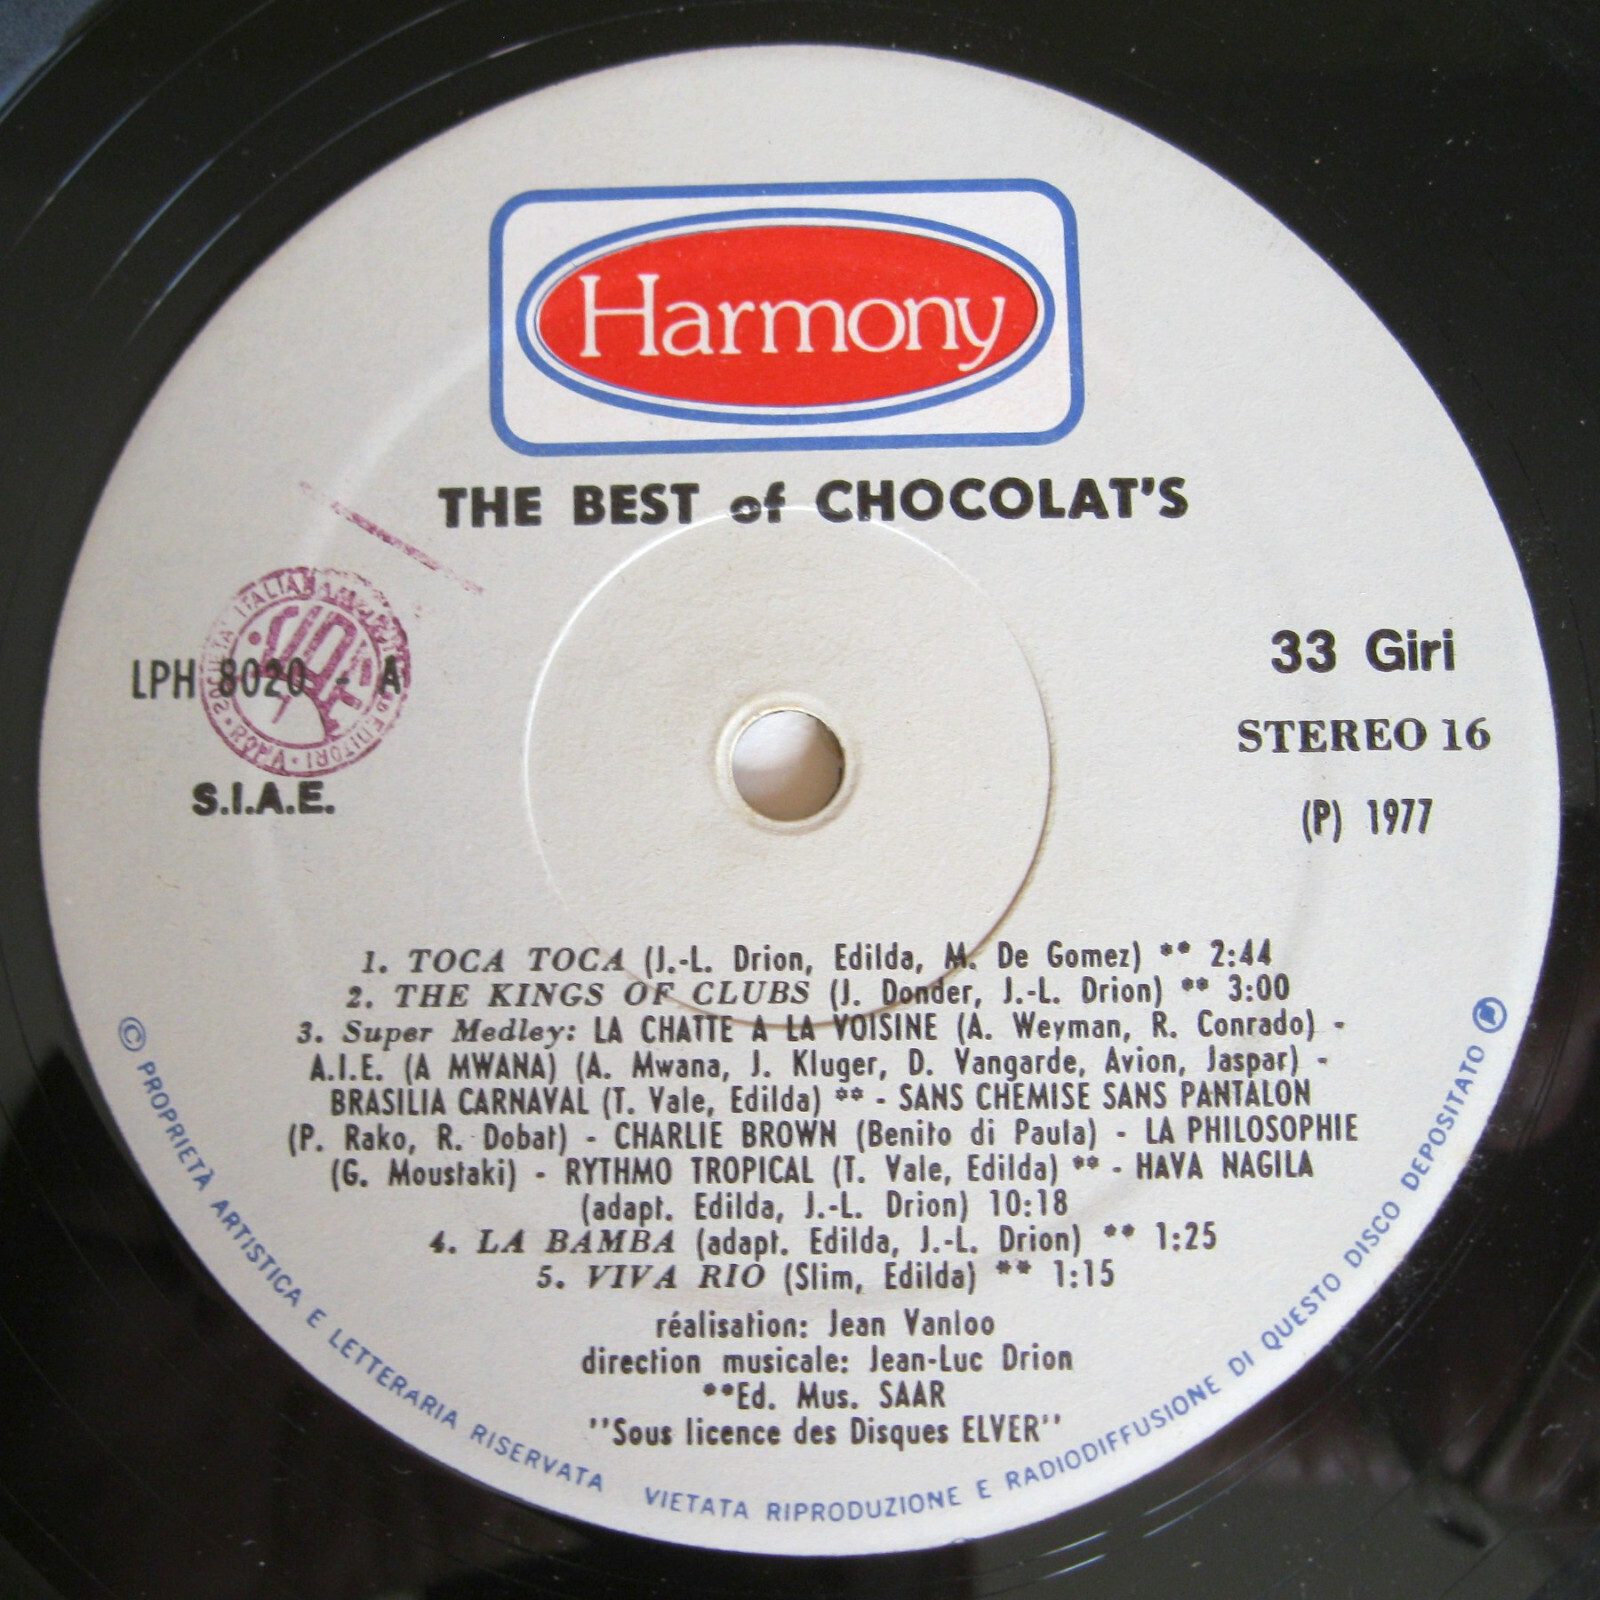 Harmony
THE BEST of CHOCOLAT'S
LPH 8020 - A
S.I.A.E.
SOCIETA' ITALIANA
ED EDITORI · ROMA ·
33 Giri
STEREO 16
(P) 1977
1. TOCA TOCA (J.-L. Drion, Edilda, M. De Gomez) ** 2:44
2. THE KINGS OF CLUBS (J. Donder, J.-L. Drion) ** 3:00
3. Super Medley: LA CHATTE A LA VOISINE (A. Weyman, R. Conrado) -
A.I.E. (A MWANA) (A. Mwana, J. Kluger, D. Vangarde, Avion, Jaspar) -
BRASILIA CARNAVAL (T. Vale, Edilda) ** - SANS CHEMISE SANS PANTALON
(P. Rako, R. Dobat) - CHARLIE BROWN (Benito di Paula) - LA PHILOSOPHIE
(G. Moustaki) - RYTHMO TROPICAL (T. Vale, Edilda) ** - HAVA NAGILA
(adapt. Edilda, J.-L. Drion) 10:18
4. LA BAMBA (adapt. Edilda, J.-L. Drion) ** 1:25
5. VIVA RIO (Slim, Edilda) ** 1:15
réalisation: Jean Vanloo
direction musicale: Jean-Luc Drion
**Ed. Mus. SAAR
"Sous licence des Disques ELVER"
© PROPRIETÀ ARTISTICA E LETTERARIA RISERVATA VIETATA RIPRODUZIONE E RADIODIFFUSIONE DI QUESTO DISCO DEPOSITATO